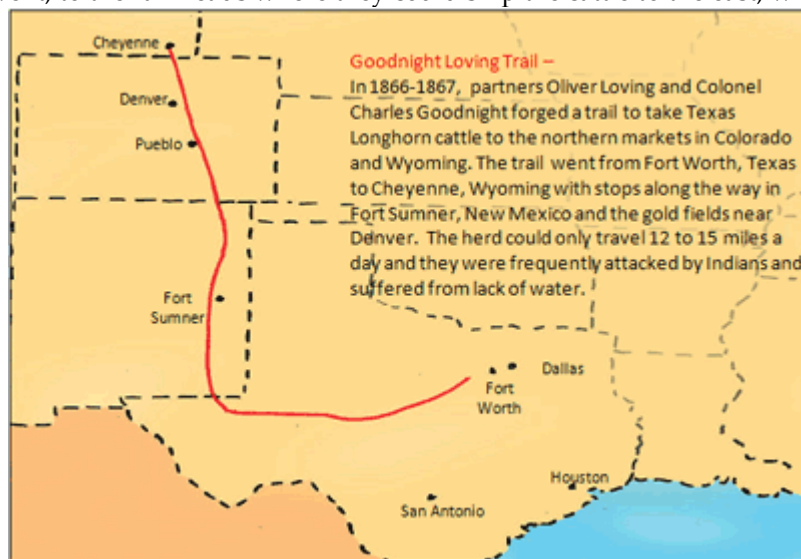 Cheyenne
Goodnight Loving Trail –
In 1866-1867, partners Oliver Loving and Colonel
Charles Goodnight forged a trail to take Texas
Longhorn cattle to the northern markets in Colorado
and Wyoming. The trail went from Fort Worth, Texas
to Cheyenne, Wyoming with stops along the way in
Fort Sumner, New Mexico and the gold fields near
Denver. The herd could only travel 12 to 15 miles a
day and they were frequently attacked by Indians and
suffered from lack of water.
Denver
Pueblo
Fort
Sumner
Dallas
Fort
Worth
Houston
San Antonio